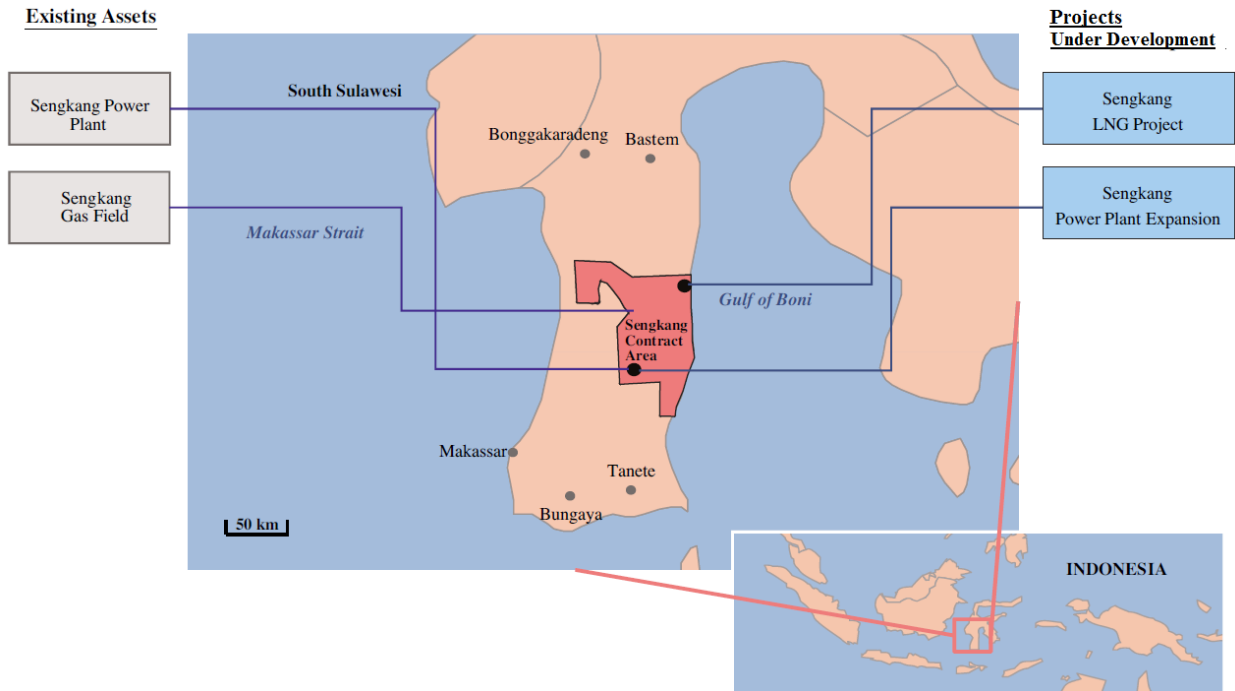 Existing Assets
Projects
Under Development
Sengkang Power
Plant
South Sulawesi
Sengkang
LNG Project
Bonggakaradeng
Bastem
Sengkang
Gas Field
Makassar Strait
Sengkang
Power Plant Expansion
Gulf of Boni
Sengkang
Contract
Area
Makassar
Tanete
Bungaya
50 km
INDONESIA